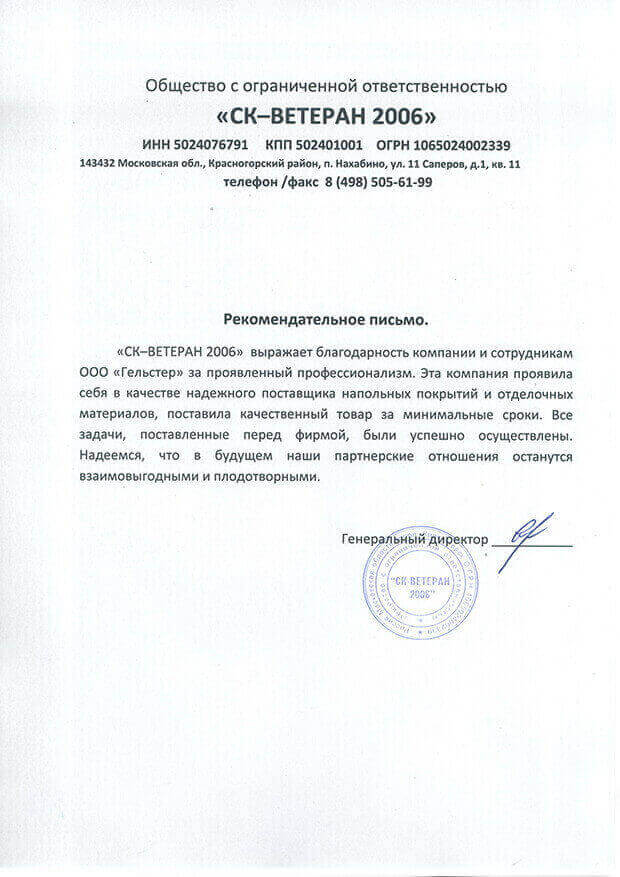 Общество с ограниченной ответственностью
«СК–ВЕТЕРАН 2006»
ИНН 5024076791 КПП 502401001 ОГРН 1065024002339
143432 Московская обл., Красногорский район, п. Нахабино, ул. 11 Саперов, д.1, кв. 11
телефон /факс 8 (498) 505-61-99
Рекомендательное письмо.
«СК–ВЕТЕРАН 2006» выражает благодарность компании и сотрудникам
ООО «Гельстер» за проявленный профессионализм. Эта компания проявила
себя в качестве надежного поставщика напольных покрытий и отделочных
материалов, поставила качественный товар за минимальные сроки. Все
задачи, поставленные перед фирмой, были успешно осуществлены.
Надеемся, что в будущем наши партнерские отношения останутся
взаимовыгодными и плодотворными.
Генеральный директор
"СК-ВЕТЕРАН
2006"